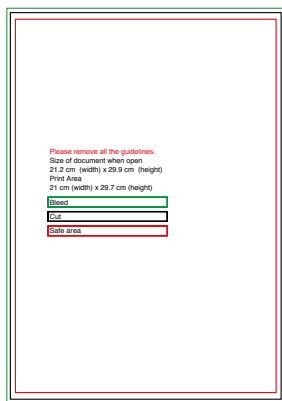 Please remove all the guidelines.
Size of document when open
21.2 cm (width) x 29.9 cm (height)
Print Area
21 cm (width) x 29.7 cm (height)
Bleed
Cut
Safe area